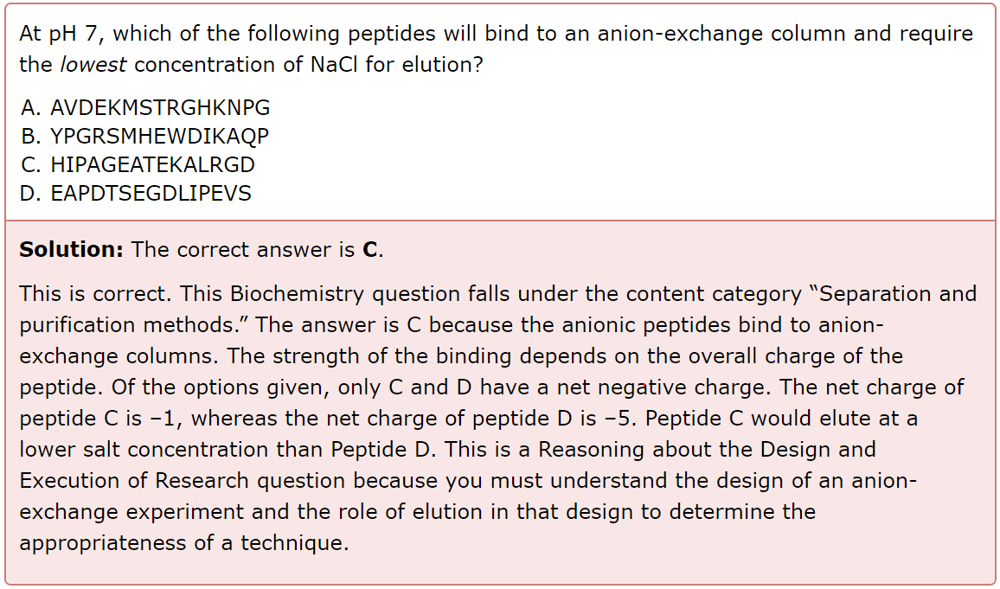 At pH 7, which of the following peptides will bind to an anion-exchange column and require
the lowest concentration of NaCl for elution?
A. AVDEKMSTRGHKNPG
B. YPGRSMHEWDIKAQP
C. HIPAGEATEKALRGD
D. EAPDTSEGDLIPEVS
Solution: The correct answer is C.
This is correct. This Biochemistry question falls under the content category “Separation and
purification methods.” The answer is C because the anionic peptides bind to anion-
exchange columns. The strength of the binding depends on the overall charge of the
peptide. Of the options given, only C and D have a net negative charge. The net charge of
peptide C is –1, whereas the net charge of peptide D is –5. Peptide C would elute at a
lower salt concentration than Peptide D. This is a Reasoning about the Design and
Execution of Research question because you must understand the design of an anion-
exchange experiment and the role of elution in that design to determine the
appropriateness of a technique.